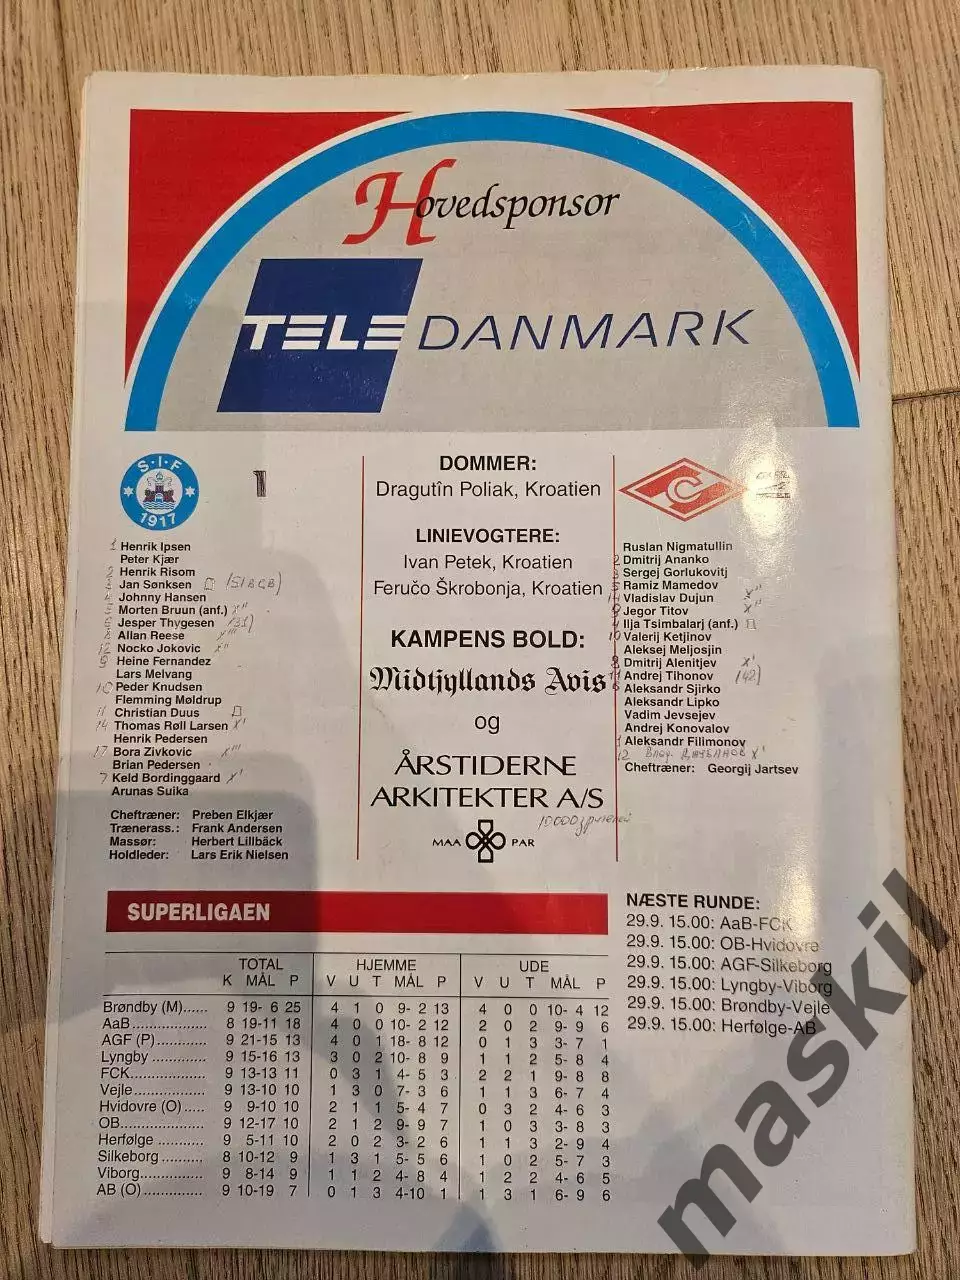 Hovedsponsor
TELE DANMARK
S·I·F
1917
1
Henrik Ipsen
Peter Kjær
Henrik Risom
Jan Sønksen
Johnny Hansen
Morten Bruun (anf.)
Jesper Thygesen (31)
Allan Reese
Nocko Jokovic
Heine Fernandez
Lars Melvang
Peder Knudsen
Flemming Møldrup
Christian Duus
Thomas Røll Larsen
Henrik Pedersen
Bora Zivkovic
Brian Pedersen
Keld Bordinggaard
Arunas Suika
Cheftræner: Preben Elkjær
Trænerass.: Frank Andersen
Massør: Herbert Lillbäck
Holdleder: Lars Erik Nielsen
DOMMER:
Dragutîn Poliak, Kroatien
LINIEVOGTERE:
Ivan Petek, Kroatien
Feručo Škrobonja, Kroatien
KAMPENS BOLD:
Midtjyllands Avis
og
ÅRSTIDERNE
ARKITEKTER A/S
MAA PAR
C
Ruslan Nigmatullin
Dmitrij Ananko
Sergej Gorlukovitj
Ramiz Mamedov
Vladislav Dujun
Jegor Titov
Ilja Tsimbalarj (anf.)
Valerij Ketjinov
Aleksej Meljosjin
Dmitrij Alenitjev
Andrej Tihonov (42)
Aleksandr Sjirko
Aleksandr Lipko
Vadim Jevsejev
Andrej Konovalov
Aleksandr Filimonov
Cheftræner: Georgij Jartsev
SUPERLIGAEN
TOTAL HJEMME UDE
K MÅL P V U T MÅL P V U T MÅL P
Brøndby (M)...... 9 19- 6 25 4 1 0 9- 2 13 4 0 0 10- 4 12
AaB.................... 8 19-11 18 4 0 0 10- 2 12 2 0 2 9- 9 6
AGF (P)............. 9 21-15 13 4 0 1 18- 8 12 0 1 3 3- 7 1
Lyngby .............. 9 15-16 13 3 0 2 10- 8 9 1 1 2 5- 8 4
FCK................... 9 13-13 11 0 3 1 4- 5 3 2 2 1 9- 8 8
Vejle.................. 9 13-10 10 1 3 0 7- 3 6 1 1 3 6- 7 4
Hvidovre (O) ..... 9 9-10 10 2 1 1 5- 4 7 0 3 2 4- 6 3
OB..................... 9 12-17 10 2 1 2 9- 9 7 1 0 3 3- 8 3
Herfølge ............ 9 5-11 10 2 0 2 3- 2 6 1 1 3 2- 9 4
Silkeborg........... 8 10-12 9 1 3 1 5- 5 6 1 0 2 5- 7 3
Viborg................ 9 8-14 9 1 1 2 4- 8 4 1 2 2 4- 6 5
AB (O)............... 9 10-19 7 0 1 3 4-10 1 1 3 1 6- 9 6
NÆSTE RUNDE:
29.9. 15.00: AaB-FCK
29.9. 15.00: OB-Hvidovre
29.9. 15.00: AGF-Silkeborg
29.9. 15.00: Lyngby-Viborg
29.9. 15.00: Brøndby-Vejle
29.9. 15.00: Herfølge-AB
maskil